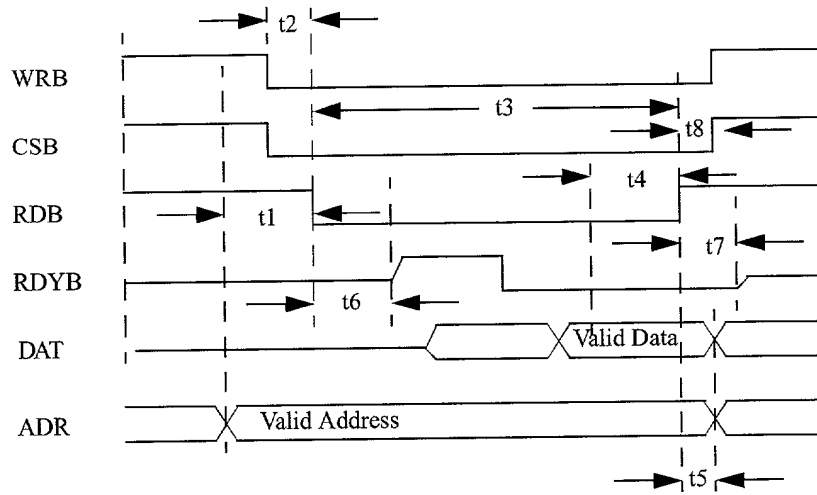 t2
WRB
t3
t8
CSB
t4
t1
RDB
t7
RDYB
t6
DAT
Valid Data
ADR
Valid Address
t5